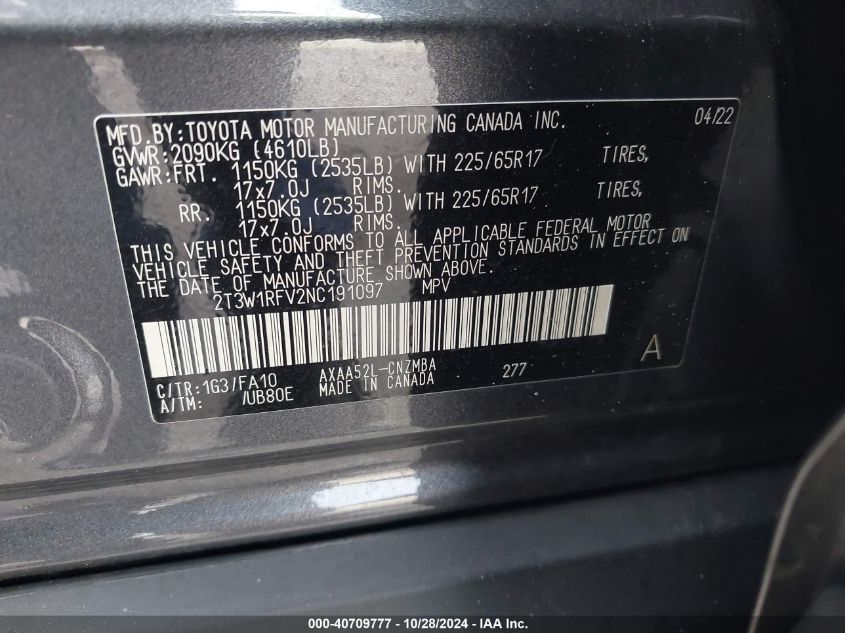 MFD.BY:TOYOTA MOTOR MANUFACTURING CANADA INC. 04/22
GVWR:2090KG (4610LB)
GAWR:FRT. 1150KG (2535LB) WITH 225/65R17 TIRES,
17x7.0J RIMS.
RR. 1150KG (2535LB) WITH 225/65R17 TIRES,
17x7.0J RIMS.
THIS VEHICLE CONFORMS TO ALL APPLICABLE FEDERAL MOTOR
VEHICLE SAFETY AND THEFT PREVENTION STANDARDS IN EFFECT ON
THE DATE OF MANUFACTURE SHOWN ABOVE.
2T3W1RFV2NC191097 MPV
A
C/TR:1G3/FA10 AXAA52L-CNZMBA 277
A/TM: /UB80E MADE IN CANADA
000-40709777 - 10/28/2024 - IAA Inc.